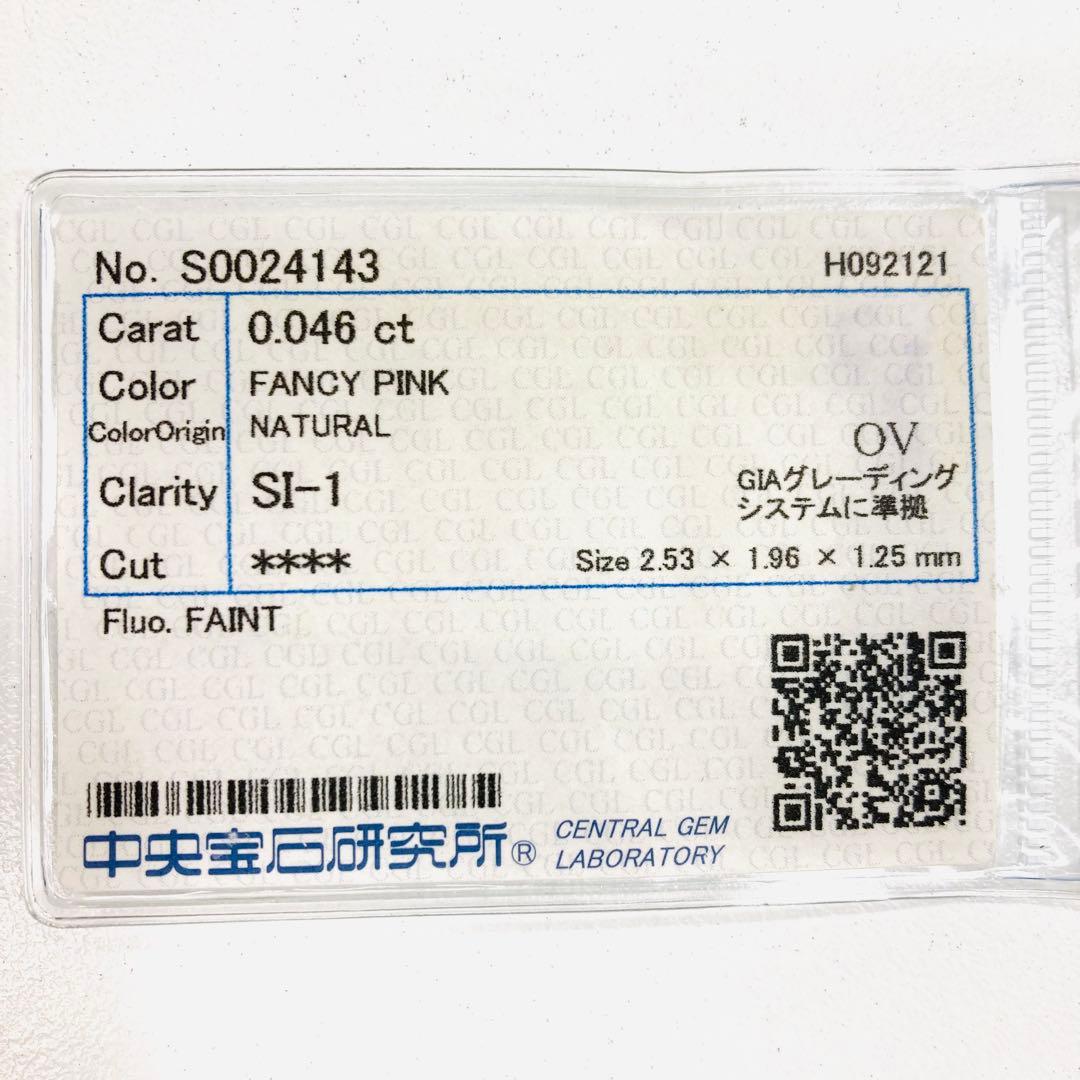 No. S0024143 H092121
Carat 0.046 ct
Color FANCY PINK
ColorOrigin NATURAL
OV
Clarity SI-1
GIAグレーディング
システムに準拠
Cut **** Size 2.53 × 1.96 × 1.25 mm
Fluo. FAINT
中央宝石研究所®
CENTRAL GEM
LABORATORY